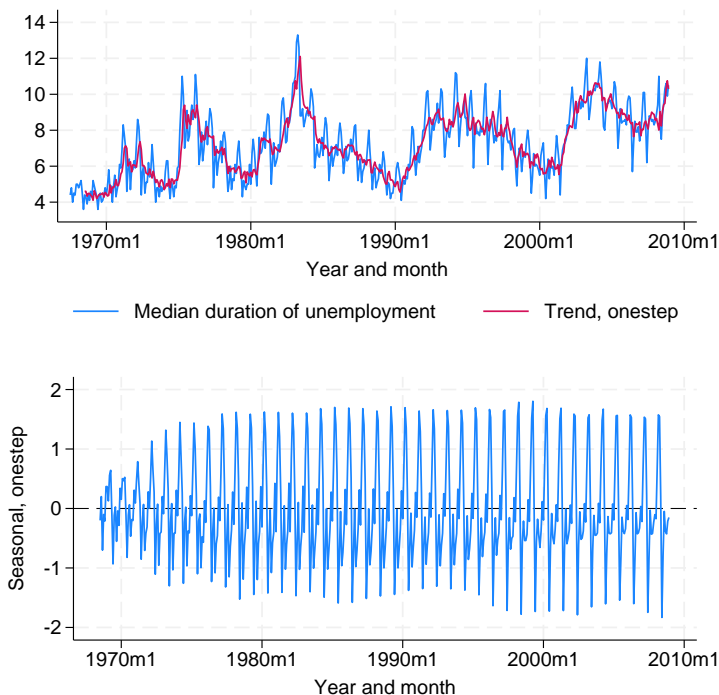 14
12
10
8
6
4
1970m1 1980m1 1990m1 2000m1 2010m1
Year and month
Median duration of unemployment Trend, onestep
Seasonal, onestep
2
1
0
-1
-2
1970m1 1980m1 1990m1 2000m1 2010m1
Year and month